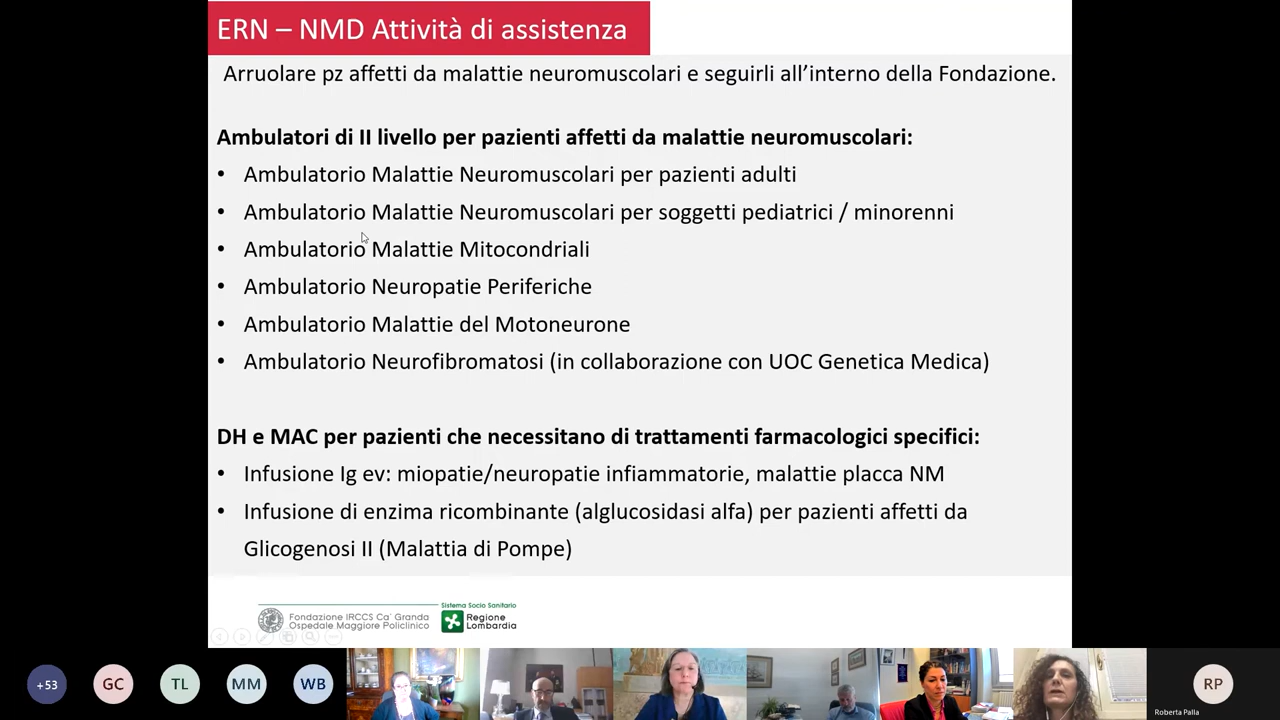 ERN – NMD Attività di assistenza
Arruolare pz affetti da malattie neuromuscolari e seguirli all’interno della Fondazione.
Ambulatori di II livello per pazienti affetti da malattie neuromuscolari:
• Ambulatorio Malattie Neuromuscolari per pazienti adulti
• Ambulatorio Malattie Neuromuscolari per soggetti pediatrici / minorenni
• Ambulatorio Malattie Mitocondriali
• Ambulatorio Neuropatie Periferiche
• Ambulatorio Malattie del Motoneurone
• Ambulatorio Neurofibromatosi (in collaborazione con UOC Genetica Medica)
DH e MAC per pazienti che necessitano di trattamenti farmacologici specifici:
• Infusione Ig ev: miopatie/neuropatie infiammatorie, malattie placca NM
• Infusione di enzima ricombinante (alglucosidasi alfa) per pazienti affetti da
Glicogenosi II (Malattia di Pompe)
Fondazione IRCCS Ca' Granda
Ospedale Maggiore Policlinico
Sistema Socio Sanitario
Regione
Lombardia
+53
GC
TL
MM
WB
RP
Roberta Palla